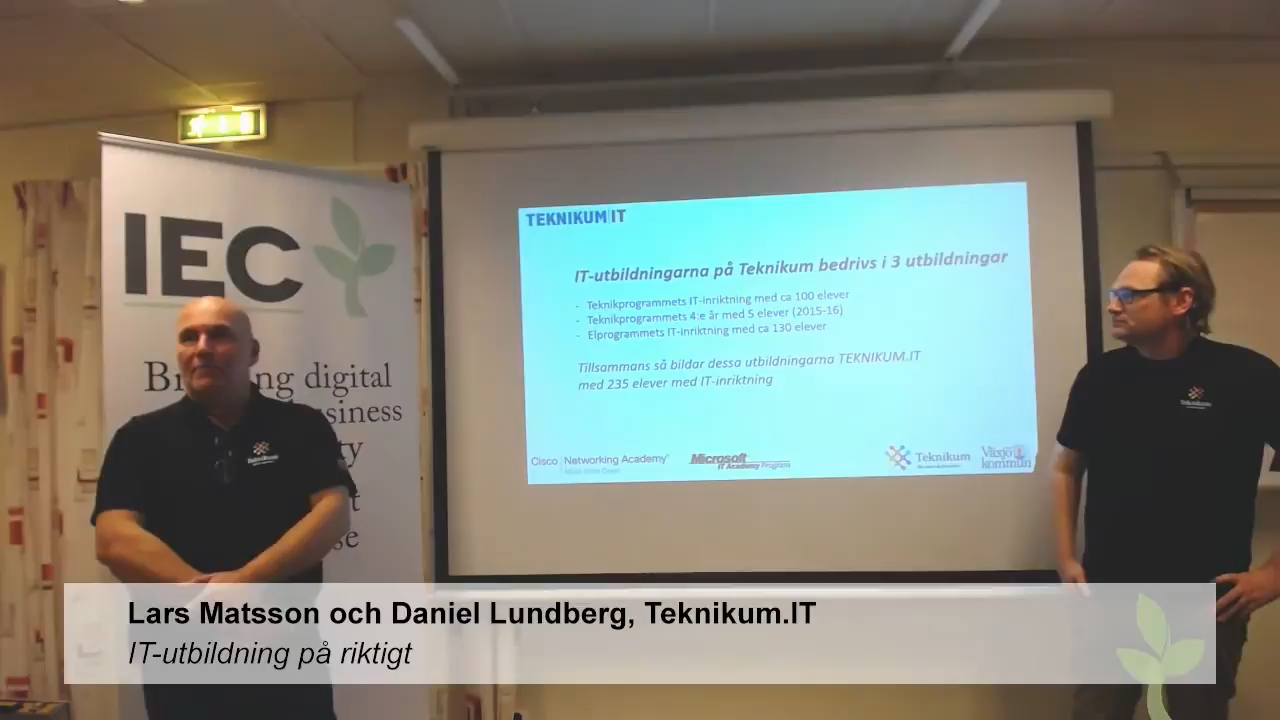 IEC
digital
TEKNIKUM|IT
IT-utbildningarna på Teknikum bedrivs i 3 utbildningar
- Teknikprogrammets IT-inriktning med ca 100 elever
- Teknikprogrammets 4:e år med 5 elever (2015-16)
- Elprogrammets IT-inriktning med ca 130 elever
Tillsammans så bildar dessa utbildningarna TEKNIKUM.IT
med 235 elever med IT-inriktning
Cisco Networking Academy
Microsoft
IT Academy Program
Teknikum
Växjö
kommun
Teknikum
Lars Matsson och Daniel Lundberg, Teknikum.IT
IT-utbildning på riktigt